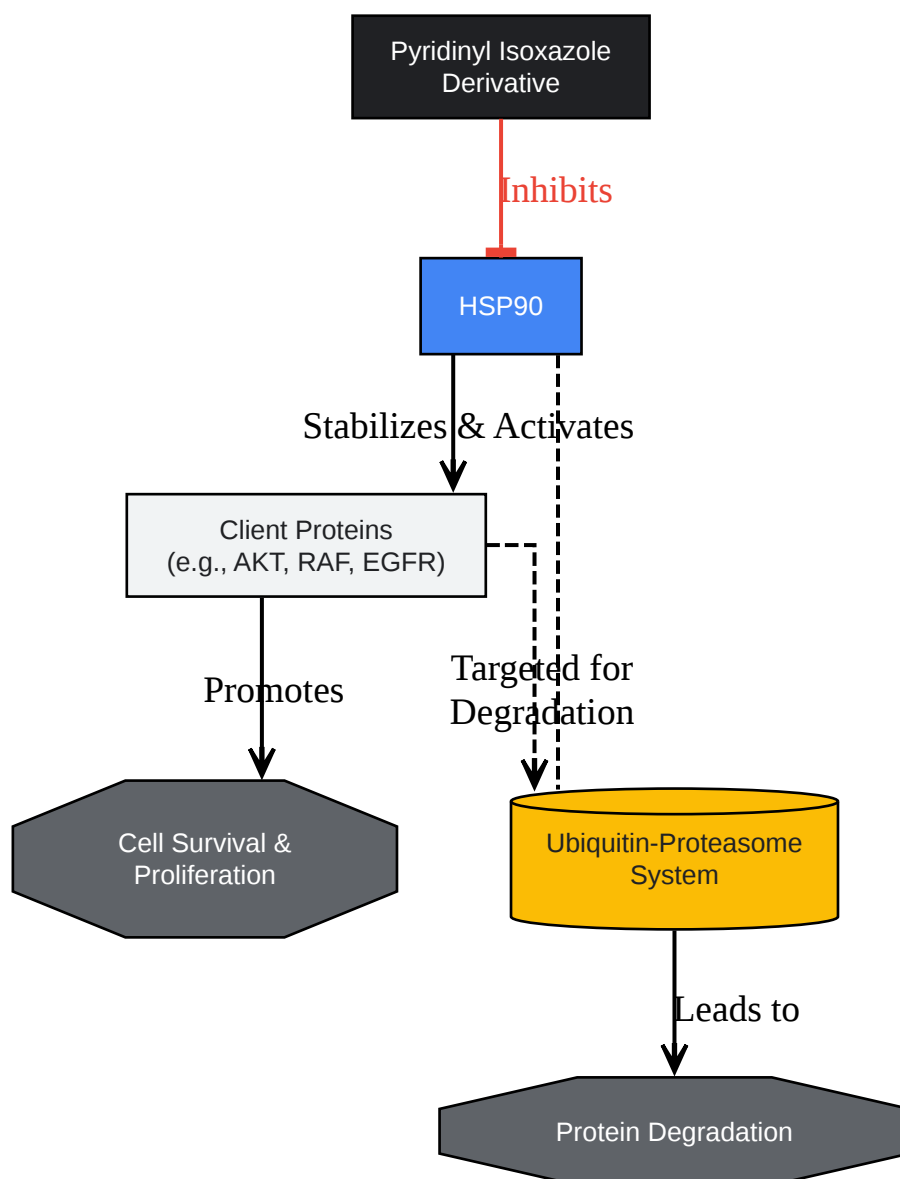 Pyridinyl Isoxazole
Derivative
Inhibits
HSP90
Stabilizes & Activates
Client Proteins
(e.g., AKT, RAF, EGFR)
Promotes
Targeted for
Degradation
Cell Survival &
Proliferation
Ubiquitin-Proteasome
System
Leads to
Protein Degradation